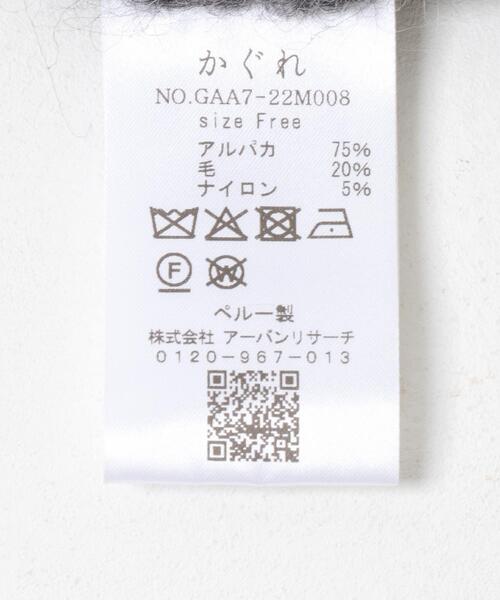 かぐれ
NO.GAA7-22M008
size Free
アルパカ 75%
毛 20%
ナイロン 5%
F
W
ペルー製
株式会社 アーバンリサーチ
0120-967-013